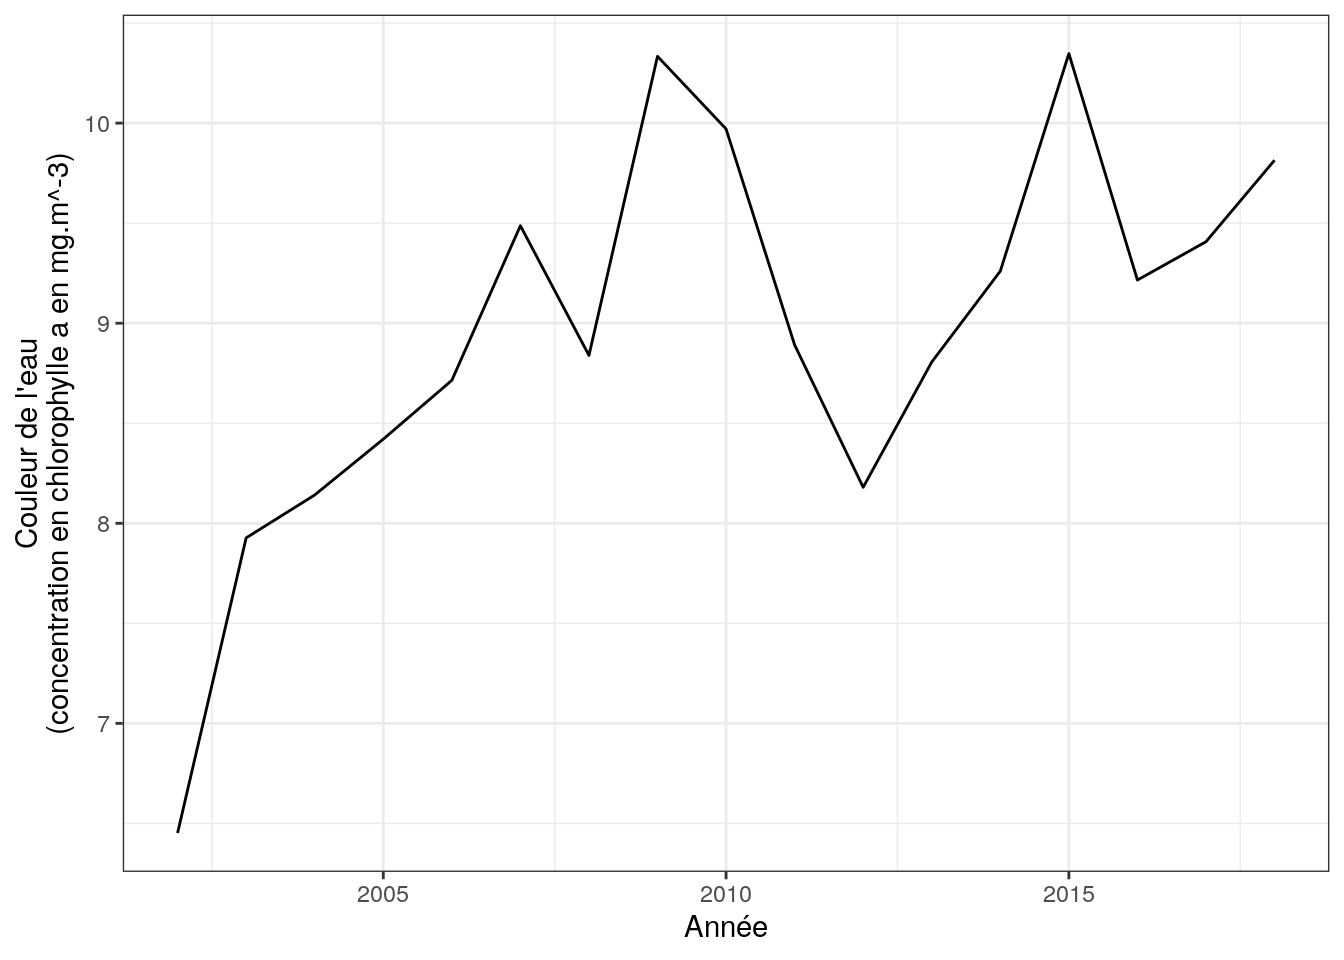 Couleur de l'eau
(concentration en chlorophylle a en mg.m^-3)
10
9
8
7
2005
2010
2015
Année